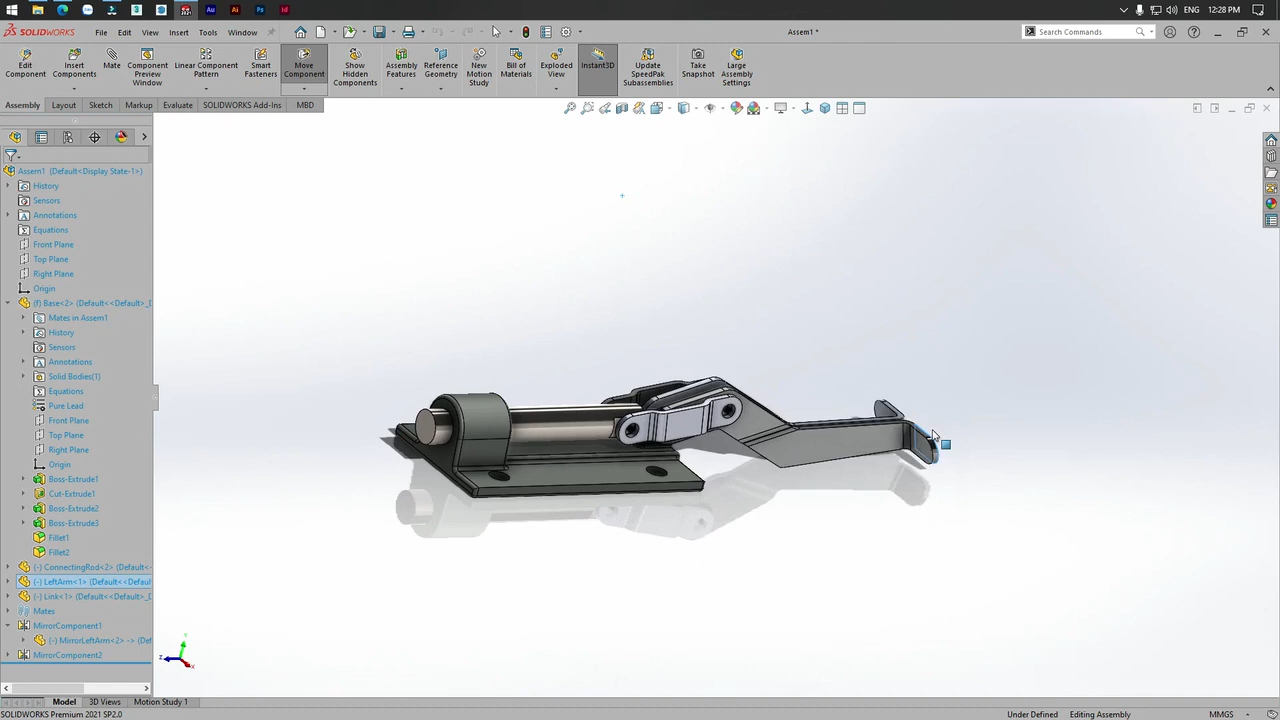 2021
Au
Ai
Ps
Id
ENG
12:28 PM
SOLIDWORKS
File
Edit
View
Insert
Tools
Window
Assem1 *
Search Commands
Edit Component
Insert Components
Mate
Component Preview Window
Linear Component Pattern
Smart Fasteners
Move Component
Show Hidden Components
Assembly Features
Reference Geometry
New Motion Study
Bill of Materials
Exploded View
Instant3D
Update SpeedPak Subassemblies
Take Snapshot
Large Assembly Settings
Assembly
Layout
Sketch
Markup
Evaluate
SOLIDWORKS Add-Ins
MBD
Assem1 (Default<Display State-1>)
History
Sensors
Annotations
Equations
Front Plane
Top Plane
Right Plane
Origin
(f) Base<2> (Default<<Default>_D
Mates in Assem1
History
Sensors
Annotations
Solid Bodies(1)
Equations
Pure Lead
Front Plane
Top Plane
Right Plane
Origin
Boss-Extrude1
Cut-Extrude1
Boss-Extrude2
Boss-Extrude3
Fillet1
Fillet2
(-) ConnectingRod<2> (Default<
(-) LeftArm<1> (Default<<Defaul
(-) Link<1> (Default<<Default>_D
Mates
MirrorComponent1
(-) MirrorLeftArm<2> -> (Def
MirrorComponent2
Y
Z
X
Model
3D Views
Motion Study 1
SOLIDWORKS Premium 2021 SP2.0
Under Defined
Editing Assembly
MMGS